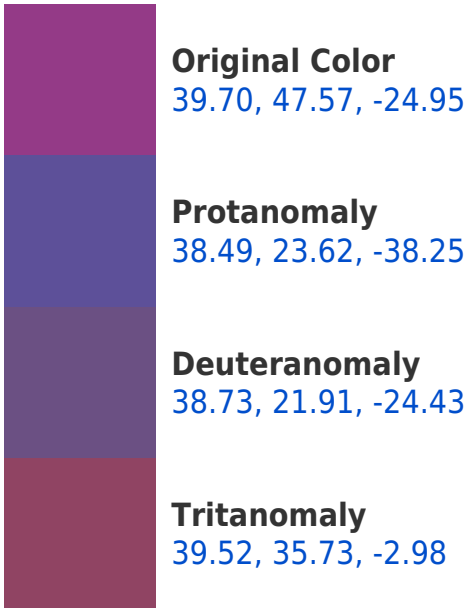 Original Color
39.70, 47.57, -24.95
Protanomaly
38.49, 23.62, -38.25
Deuteranomaly
38.73, 21.91, -24.43
Tritanomaly
39.52, 35.73, -2.98